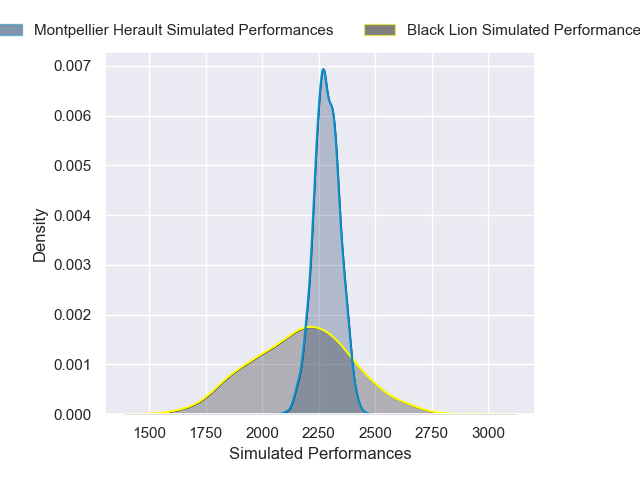 Montpellier Herault Simulated Performances Black Lion Simulated Performance
0.007
0.006
0.005
0.004
0.003
0.002
0.001
0.000
Density
1500 1750 2000 2250 2500 2750 3000
Simulated Performances